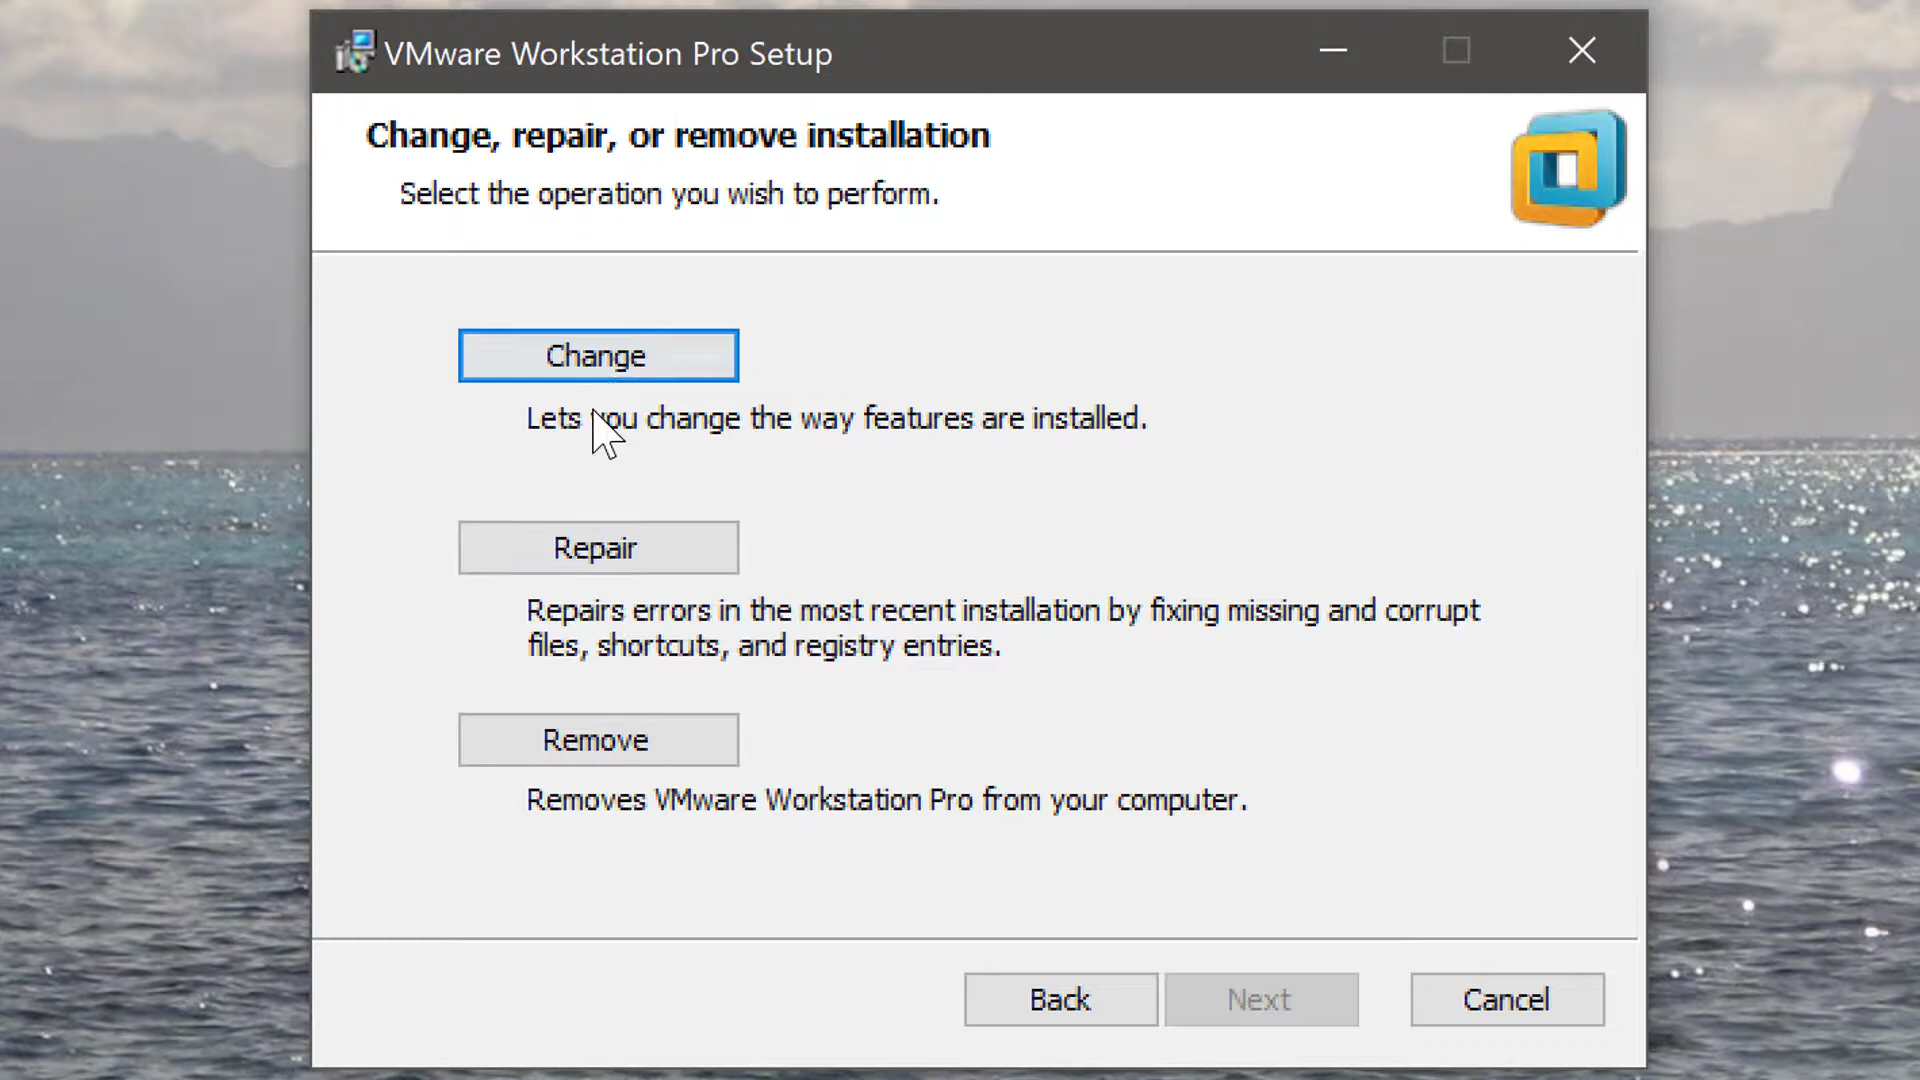 VMware Workstation Pro Setup
Change, repair, or remove installation
Select the operation you wish to perform.
Change
Lets you change the way features are installed.
Repair
Repairs errors in the most recent installation by fixing missing and corrupt
files, shortcuts, and registry entries.
Remove
Removes VMware Workstation Pro from your computer.
Back Next Cancel